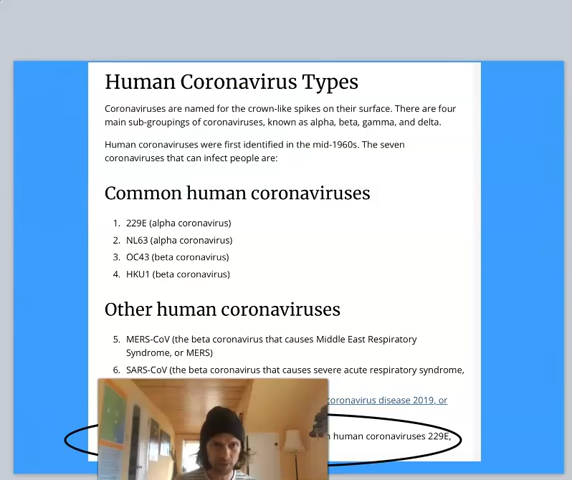 Human Coronavirus Types
Coronaviruses are named for the crown-like spikes on their surface. There are four
main sub-groupings of coronaviruses, known as alpha, beta, gamma, and delta.
Human coronaviruses were first identified in the mid-1960s. The seven
coronaviruses that can infect people are:
Common human coronaviruses
1. 229E (alpha coronavirus)
2. NL63 (alpha coronavirus)
3. OC43 (beta coronavirus)
4. HKU1 (beta coronavirus)
Other human coronaviruses
5. MERS-CoV (the beta coronavirus that causes Middle East Respiratory
Syndrome, or MERS)
6. SARS-CoV (the beta coronavirus that causes severe acute respiratory syndrome,
coronavirus disease 2019, or
human coronaviruses 229E,